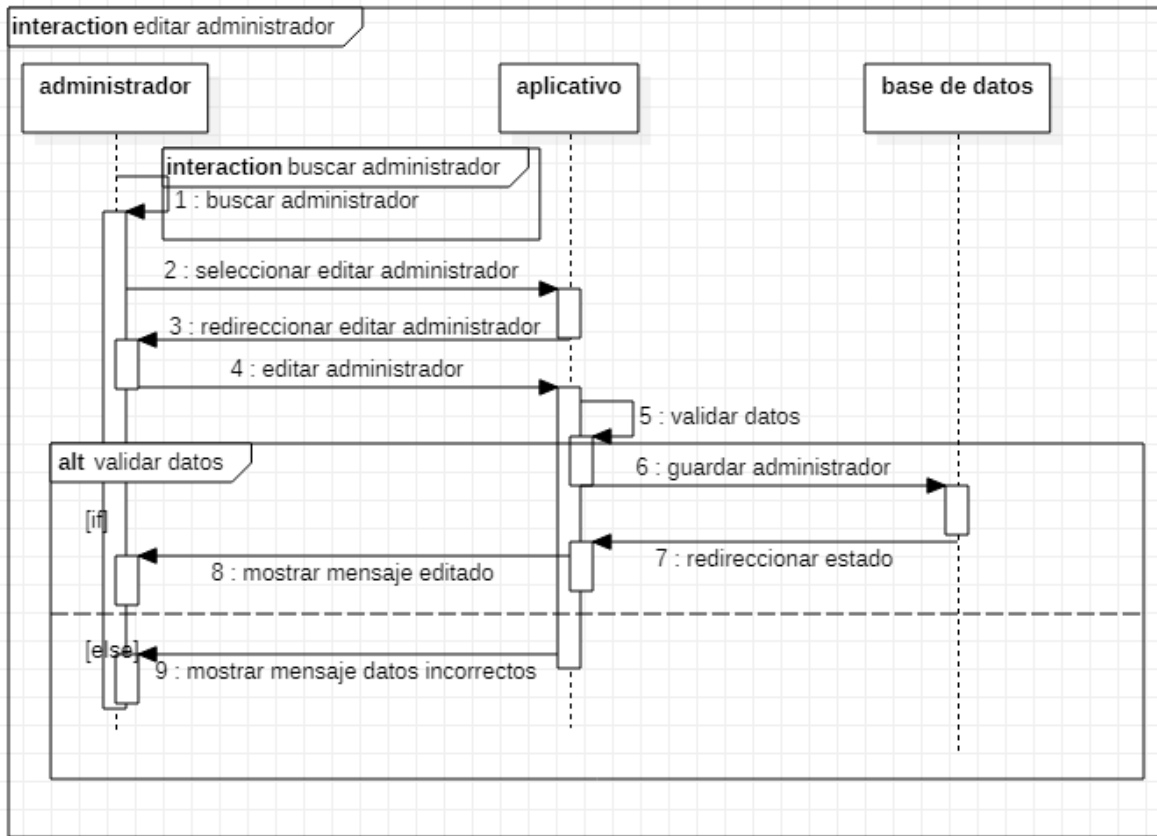 interaction editar administrador
administrador
aplicativo
base de datos
interaction buscar administrador
1 : buscar administrador
2 : seleccionar editar administrador
3 : redireccionar editar administrador
4 : editar administrador
5 : validar datos
alt validar datos
6 : guardar administrador
[if]
7 : redireccionar estado
8 : mostrar mensaje editado
[else]
9 : mostrar mensaje datos incorrectos